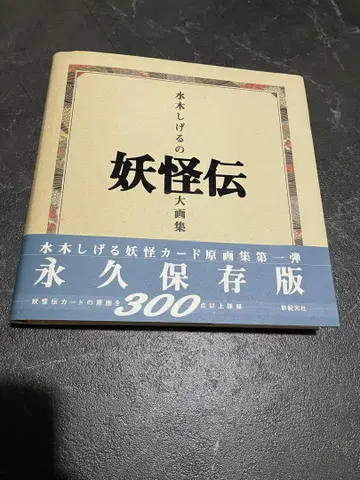 水木しげるの
妖怪伝
大画集
水木しげる妖怪カード原画集第一弾
永久保存版
妖怪伝カードの原画を300点以上掲載
新紀元社